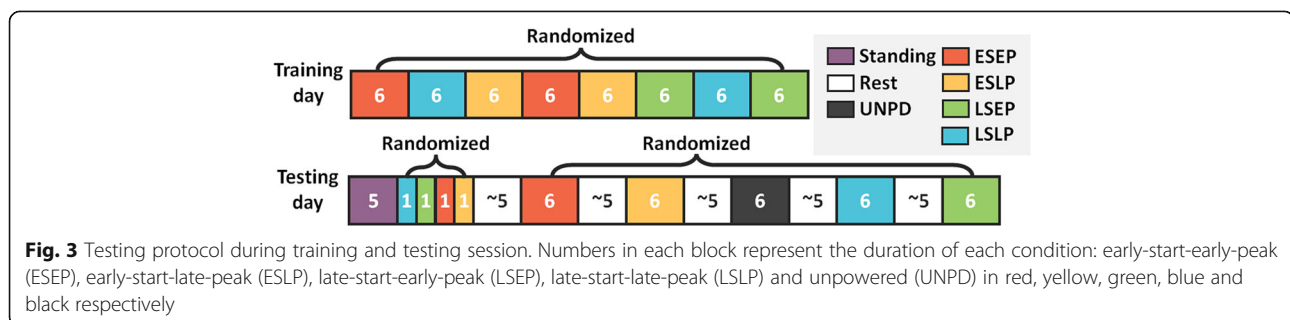 Randomized
Training day
6 6 6 6 6 6 6 6
Standing
Rest
UNPD
ESEP
ESLP
LSEP
LSLP
Randomized Randomized
Testing day
5 1 1 1 1 ~5 6 ~5 6 ~5 6 ~5 6 ~5 6
Fig. 3 Testing protocol during training and testing session. Numbers in each block represent the duration of each condition: early-start-early-peak
(ESEP), early-start-late-peak (ESLP), late-start-early-peak (LSEP), late-start-late-peak (LSLP) and unpowered (UNPD) in red, yellow, green, blue and
black respectively